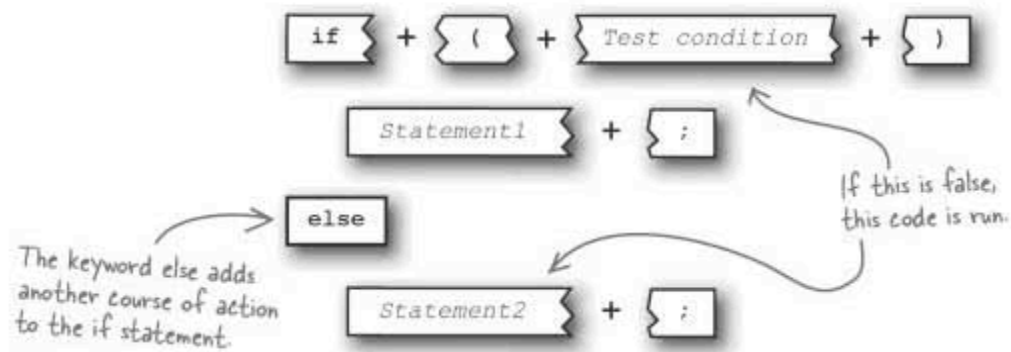 if + ( + Test condition + )
Statement1 + ;
If this is false,
this code is run.
else
The keyword else adds
another course of action
to the if statement.
Statement2 + ;